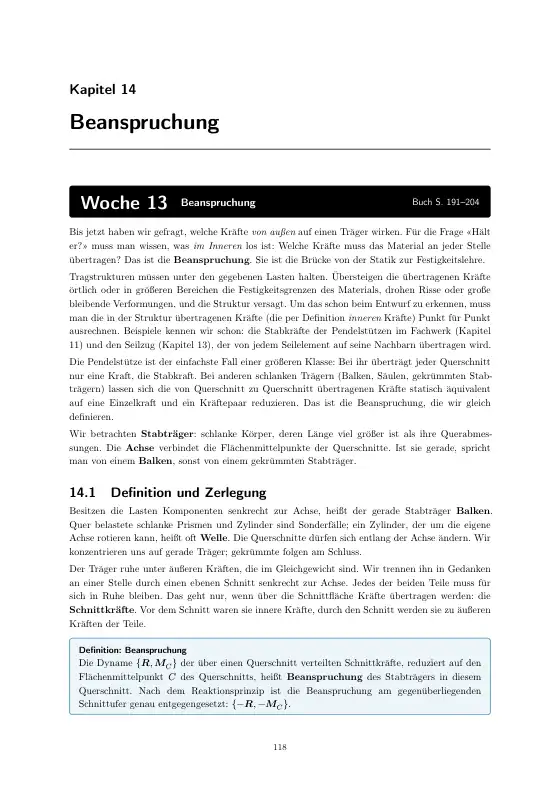 Kapitel 14
Beanspruchung
Woche 13 Beanspruchung Buch S. 191–204
Bis jetzt haben wir gefragt, welche Kräfte von außen auf einen Träger wirken. Für die Frage «Hält
er?» muss man wissen, was im Inneren los ist: Welche Kräfte muss das Material an jeder Stelle
übertragen? Das ist die Beanspruchung. Sie ist die Brücke von der Statik zur Festigkeitslehre.
Tragstrukturen müssen unter den gegebenen Lasten halten. Übersteigen die übertragenen Kräfte
örtlich oder in größeren Bereichen die Festigkeitsgrenzen des Materials, drohen Risse oder große
bleibende Verformungen, und die Struktur versagt. Um das schon beim Entwurf zu erkennen, muss
man die in der Struktur übertragenen Kräfte (die per Definition inneren Kräfte) Punkt für Punkt
ausrechnen. Beispiele kennen wir schon: die Stabkräfte der Pendelstützen im Fachwerk (Kapitel
11) und den Seilzug (Kapitel 13), der von jedem Seilelement auf seine Nachbarn übertragen wird.
Die Pendelstütze ist der einfachste Fall einer größeren Klasse: Bei ihr überträgt jeder Querschnitt
nur eine Kraft, die Stabkraft. Bei anderen schlanken Trägern (Balken, Säulen, gekrümmten Stab-
trägern) lassen sich die von Querschnitt zu Querschnitt übertragenen Kräfte statisch äquivalent
auf eine Einzelkraft und ein Kräftepaar reduzieren. Das ist die Beanspruchung, die wir gleich
definieren.
Wir betrachten Stabträger: schlanke Körper, deren Länge viel größer ist als ihre Querabmes-
sungen. Die Achse verbindet die Flächenmittelpunkte der Querschnitte. Ist sie gerade, spricht
man von einem Balken, sonst von einem gekrümmten Stabträger.
14.1 Definition und Zerlegung
Besitzen die Lasten Komponenten senkrecht zur Achse, heißt der gerade Stabträger Balken.
Quer belastete schlanke Prismen und Zylinder sind Sonderfälle; ein Zylinder, der um die eigene
Achse rotieren kann, heißt oft Welle. Die Querschnitte dürfen sich entlang der Achse ändern. Wir
konzentrieren uns auf gerade Träger; gekrümmte folgen am Schluss.
Der Träger ruhe unter äußeren Kräften, die im Gleichgewicht sind. Wir trennen ihn in Gedanken
an einer Stelle durch einen ebenen Schnitt senkrecht zur Achse. Jedes der beiden Teile muss für
sich in Ruhe bleiben. Das geht nur, wenn über die Schnittfläche Kräfte übertragen werden: die
Schnittkräfte. Vor dem Schnitt waren sie innere Kräfte, durch den Schnitt werden sie zu äußeren
Kräften der Teile.
Definition: Beanspruchung
Die Dyname {R, M_C} der über einen Querschnitt verteilten Schnittkräfte, reduziert auf den
Flächenmittelpunkt C des Querschnitts, heißt Beanspruchung des Stabträgers in diesem
Querschnitt. Nach dem Reaktionsprinzip ist die Beanspruchung am gegenüberliegenden
Schnittufer genau entgegengesetzt: {−R, −M_C}.
118